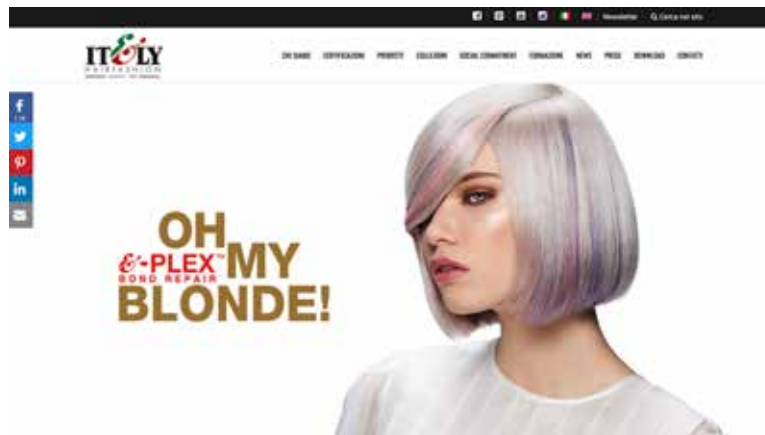 Newsletter Cerca nel sito
IT&LY
HAIRFASHION
CHI SIAMO CERTIFICAZIONI PRODOTTI COLLEZIONI SOCIAL COMMITMENT FORMAZIONE NEWS PRESS DOWNLOAD CONTATTI
f
in
OH
&-PLEX™ MY
BOND REPAIR
BLONDE!